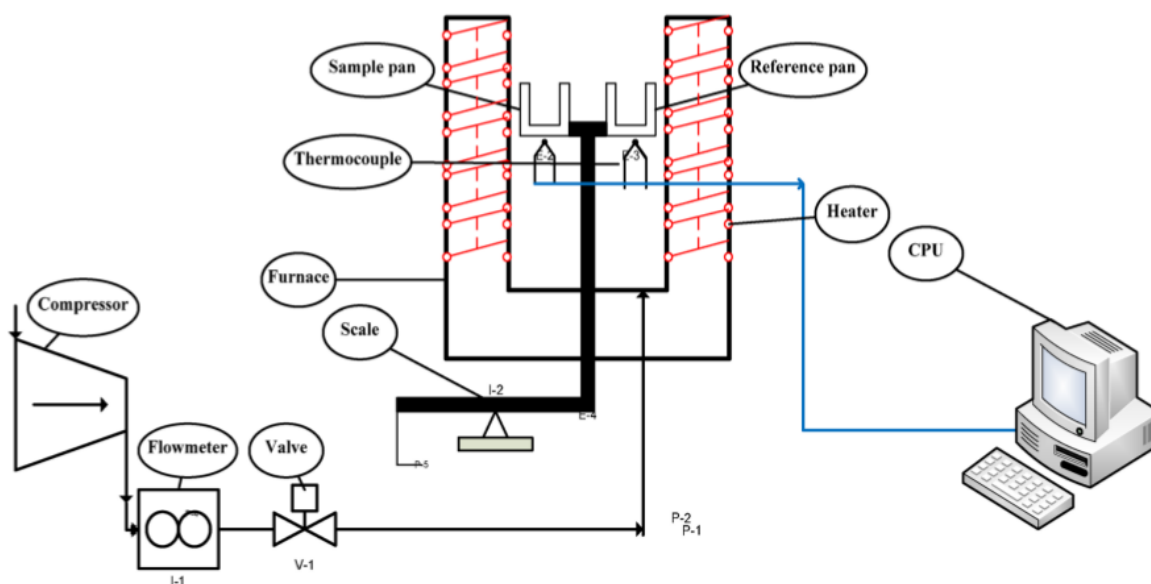 Sample pan
Reference pan
Thermocouple
E-2
E-3
Heater
CPU
Furnace
Compressor
Scale
I-2
E-4
Flowmeter
Valve
P-5
P-2
P-1
V-1
I-1